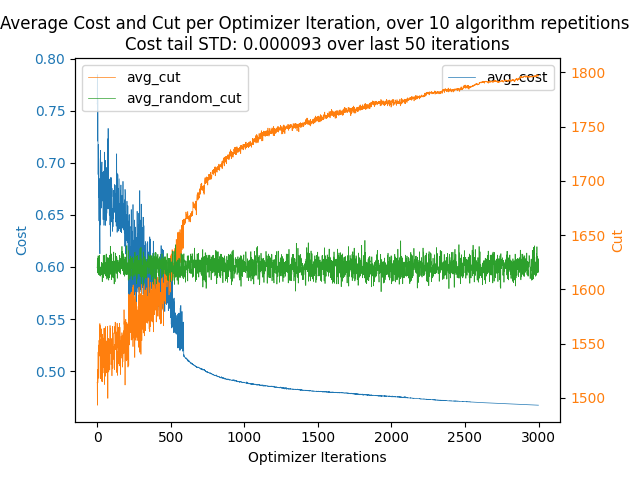 Average Cost and Cut per Optimizer Iteration, over 10 algorithm repetitions
Cost tail STD: 0.000093 over last 50 iterations
avg_cut
avg_random_cut
avg_cost
0.80
0.75
0.70
0.65
0.60
0.55
0.50
Cost
1800
1750
1700
1650
1600
1550
1500
Cut
0
500
1000
1500
2000
2500
3000
Optimizer Iterations